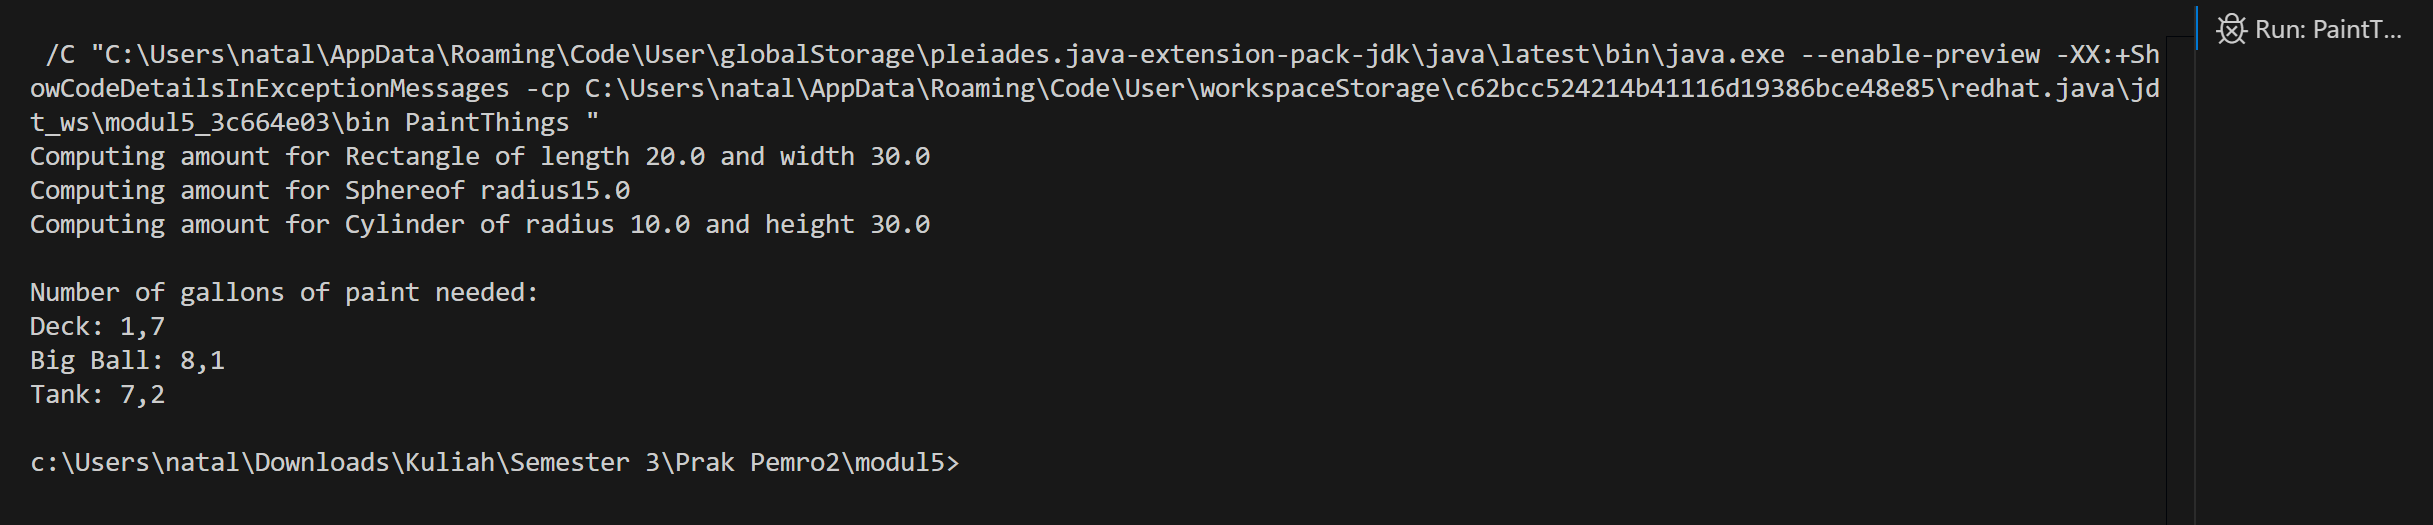 /C "C:\Users\natal\AppData\Roaming\Code\User\globalStorage\pleiades.java-extension-pack-jdk\java\latest\bin\java.exe --enable-preview -XX:+Sh
owCodeDetailsInExceptionMessages -cp C:\Users\natal\AppData\Roaming\Code\User\workspaceStorage\c62bcc524214b41116d19386bce48e85\redhat.java\jd
t_ws\modul5_3c664e03\bin PaintThings "
Computing amount for Rectangle of length 20.0 and width 30.0
Computing amount for Sphereof radius15.0
Computing amount for Cylinder of radius 10.0 and height 30.0
Number of gallons of paint needed:
Deck: 1,7
Big Ball: 8,1
Tank: 7,2
c:\Users\natal\Downloads\Kuliah\Semester 3\Prak Pemro2\modul5>
Run: PaintT...